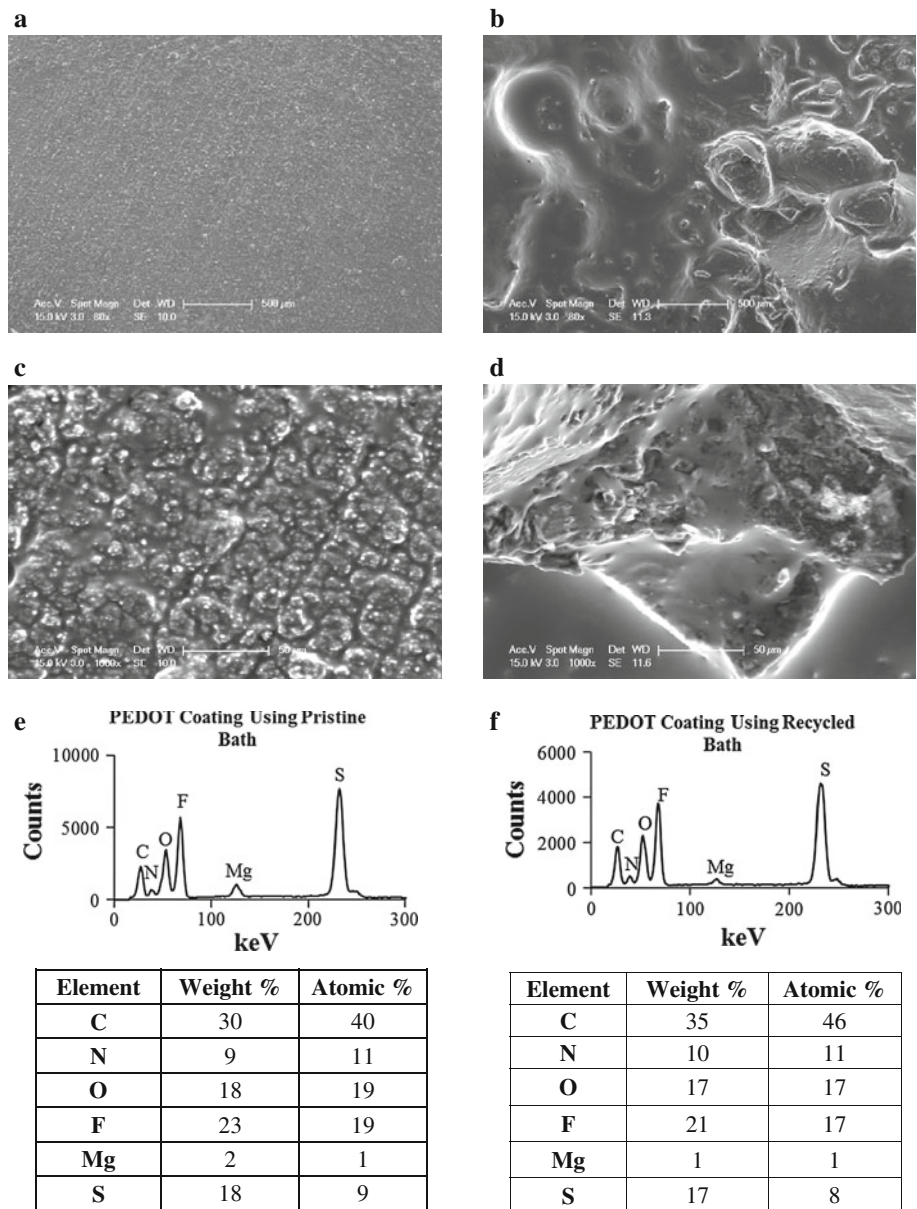 a
b
Acc.V Spot Magn Det WD 500 µm
15.0 kV 3.0 80x SE 10.0
Acc.V Spot Magn Det WD 500 µm
15.0 kV 3.0 80x SE 11.3
c
d
Acc.V Spot Magn Det WD 50 µm
15.0 kV 3.0 1000x SE 10.0
Acc.V Spot Magn Det WD 50 µm
15.0 kV 3.0 1000x SE 11.6
e
PEDOT Coating Using Pristine
Bath
10000
5000
0
Counts
C
N
O
F
Mg
S
0
100
200
300
keV
f
PEDOT Coating Using Recycled
Bath
6000
4000
2000
0
Counts
C
N
O
F
Mg
S
0
100
200
300
keV
Element Weight % Atomic %
C 30 40
N 9 11
O 18 19
F 23 19
Mg 2 1
S 18 9
Element Weight % Atomic %
C 35 46
N 10 11
O 17 17
F 21 17
Mg 1 1
S 17 8